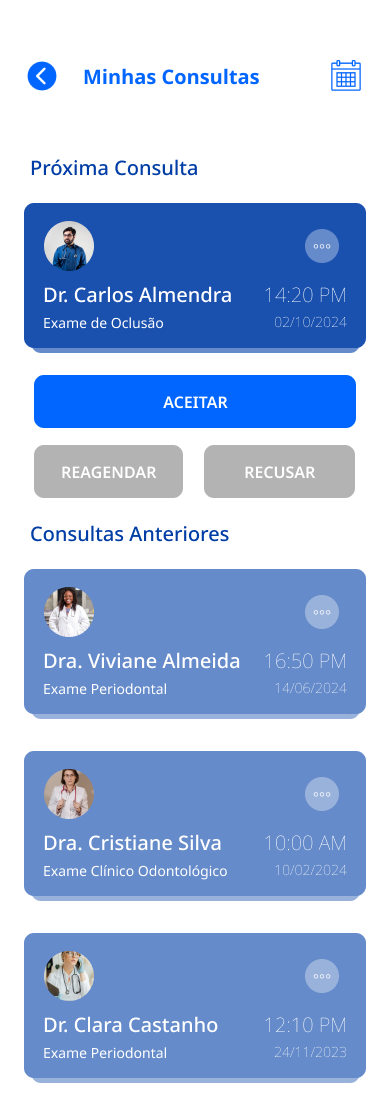 Minhas Consultas
Próxima Consulta
Dr. Carlos Almendra 14:20 PM
Exame de Oclusão 02/10/2024
ACEITAR
REAGENDAR RECUSAR
Consultas Anteriores
Dra. Viviane Almeida 16:50 PM
Exame Periodontal 14/06/2024
Dra. Cristiane Silva 10:00 AM
Exame Clínico Odontológico 10/02/2024
Dr. Clara Castanho 12:10 PM
Exame Periodontal 24/11/2023